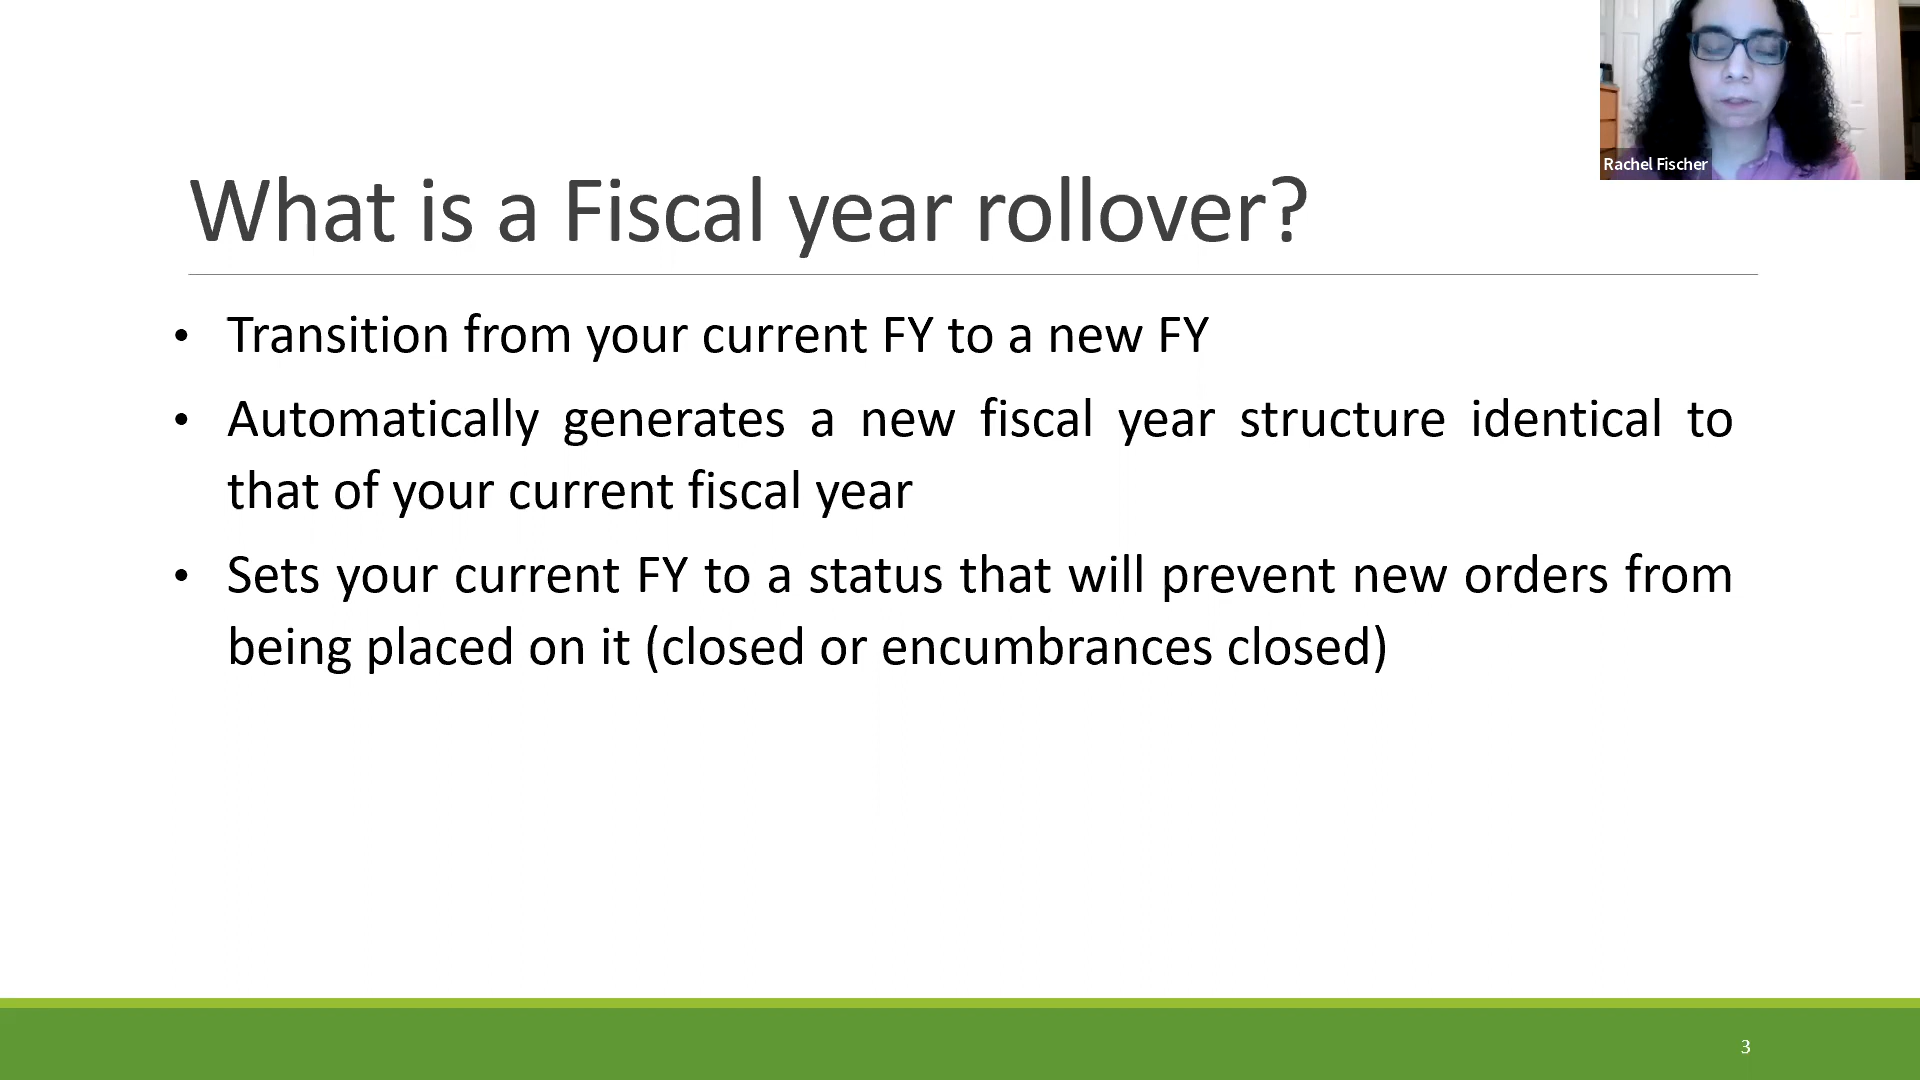 Rachel Fischer
What is a Fiscal year rollover?
• Transition from your current FY to a new FY
• Automatically generates a new fiscal year structure identical to
that of your current fiscal year
• Sets your current FY to a status that will prevent new orders from
being placed on it (closed or encumbrances closed)
3